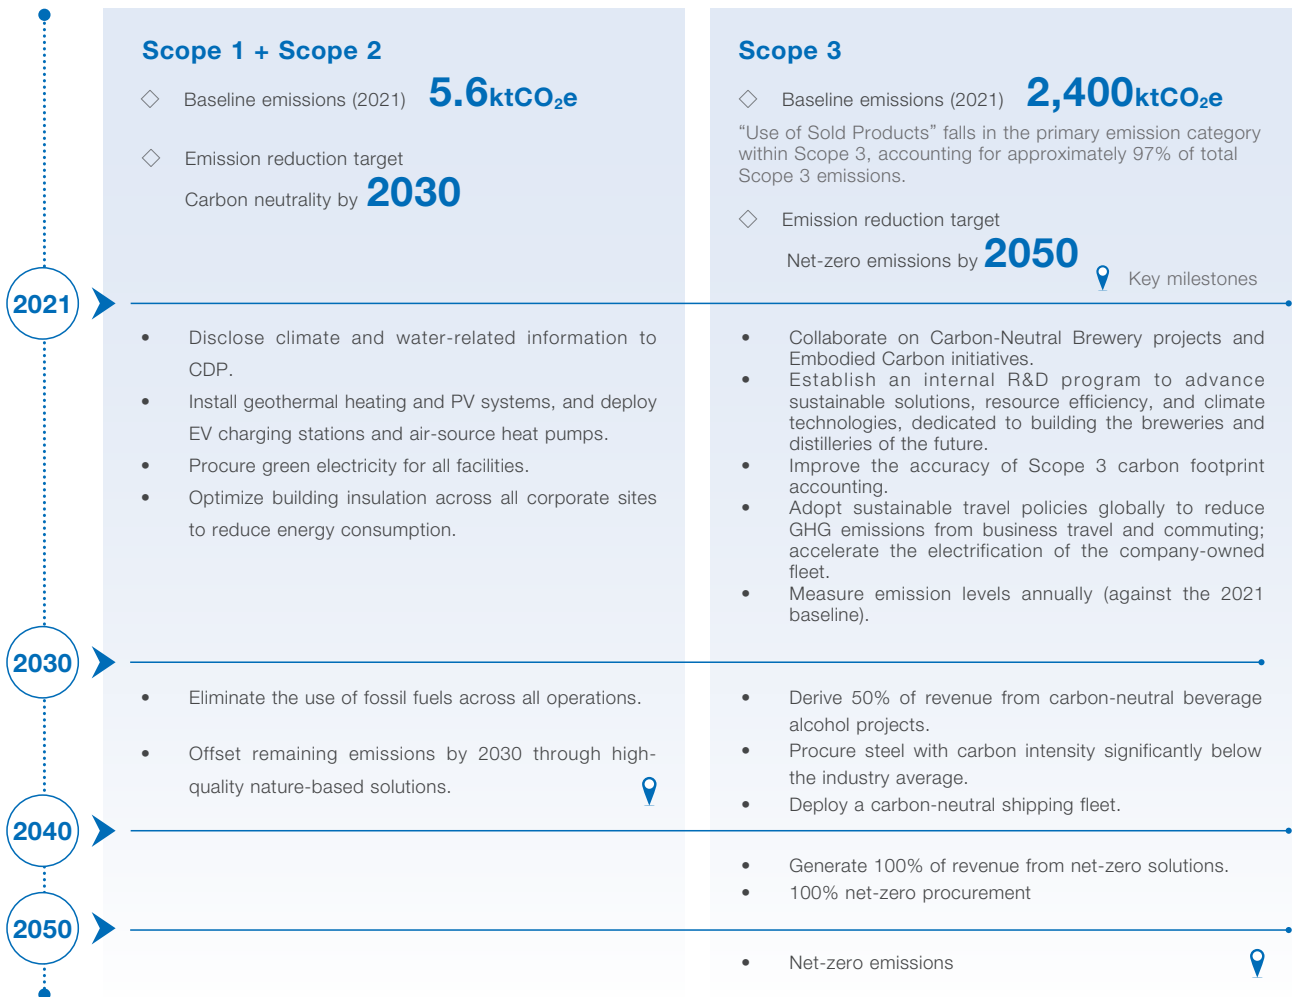 Scope 1 + Scope 2
Baseline emissions (2021) 5.6ktCO₂e
Emission reduction target
Carbon neutrality by 2030
Scope 3
Baseline emissions (2021) 2,400ktCO₂e
“Use of Sold Products” falls in the primary emission category
within Scope 3, accounting for approximately 97% of total
Scope 3 emissions.
Emission reduction target
Net-zero emissions by 2050
Key milestones
2021
• Disclose climate and water-related information to
CDP.
• Install geothermal heating and PV systems, and deploy
EV charging stations and air-source heat pumps.
• Procure green electricity for all facilities.
• Optimize building insulation across all corporate sites
to reduce energy consumption.
• Collaborate on Carbon-Neutral Brewery projects and
Embodied Carbon initiatives.
• Establish an internal R&D program to advance
sustainable solutions, resource efficiency, and climate
technologies, dedicated to building the breweries and
distilleries of the future.
• Improve the accuracy of Scope 3 carbon footprint
accounting.
• Adopt sustainable travel policies globally to reduce
GHG emissions from business travel and commuting;
accelerate the electrification of the company-owned
fleet.
• Measure emission levels annually (against the 2021
baseline).
2030
• Eliminate the use of fossil fuels across all operations.
• Offset remaining emissions by 2030 through high-
quality nature-based solutions.
• Derive 50% of revenue from carbon-neutral beverage
alcohol projects.
• Procure steel with carbon intensity significantly below
the industry average.
• Deploy a carbon-neutral shipping fleet.
2040
• Generate 100% of revenue from net-zero solutions.
• 100% net-zero procurement
2050
• Net-zero emissions